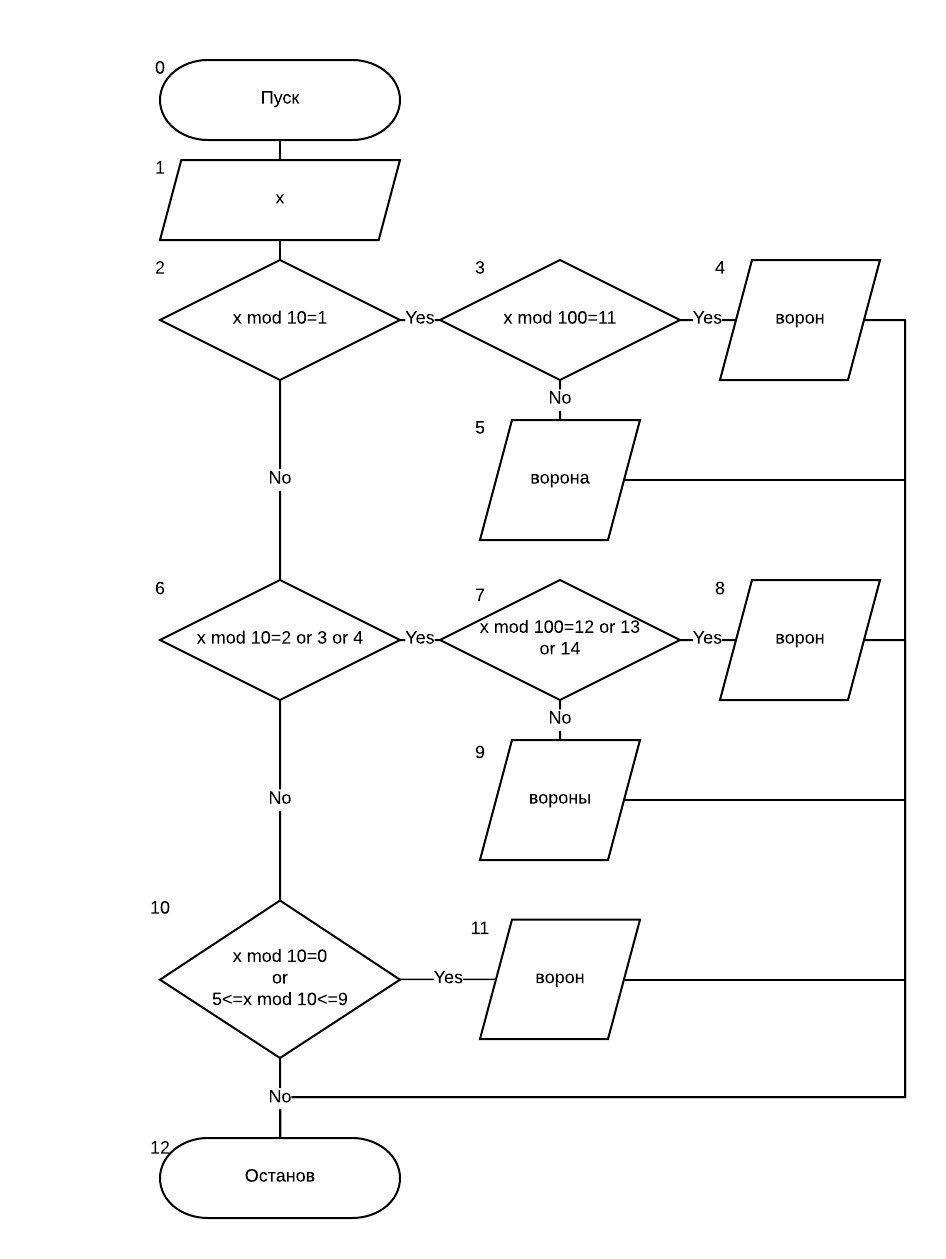 0
Пуск
1
x
2
x mod 10=1
Yes
3
x mod 100=11
Yes
4
ворон
No
5
ворона
No
6
x mod 10=2 or 3 or 4
Yes
7
x mod 100=12 or 13
or 14
Yes
8
ворон
No
9
вороны
No
10
x mod 10=0
or
5<=x mod 10<=9
Yes
11
ворон
No
12
Останов